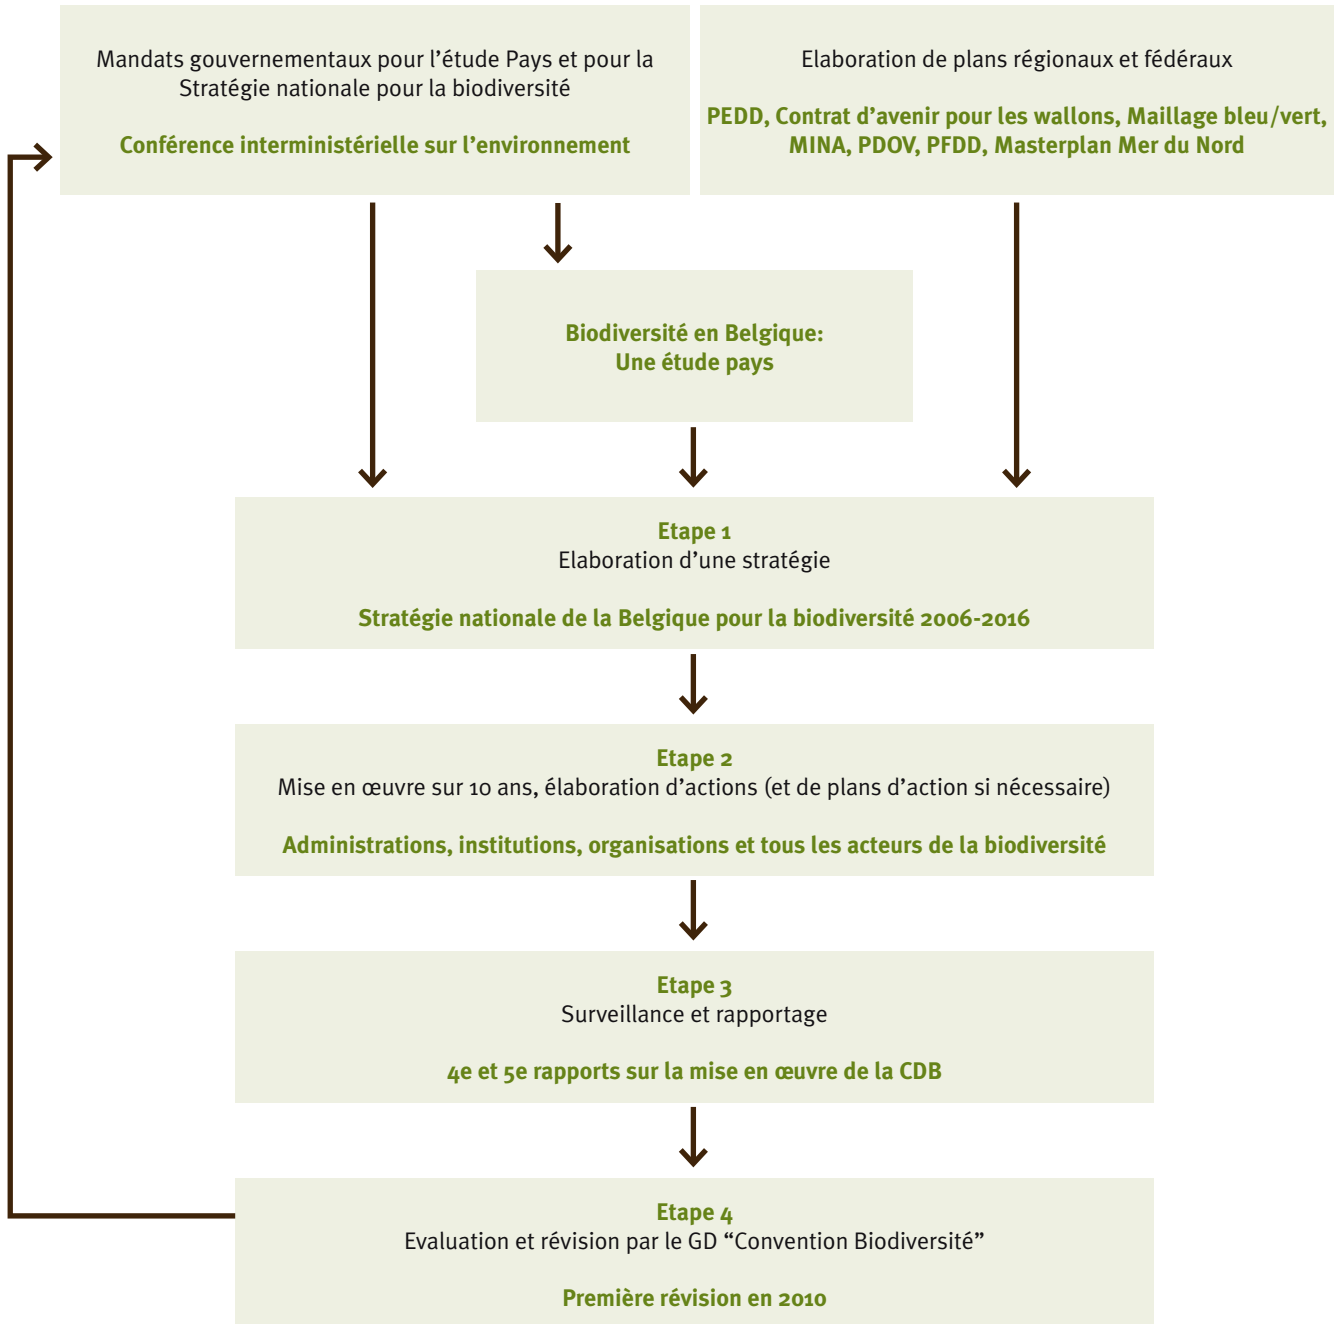 Mandats gouvernementaux pour l’étude Pays et pour la
Stratégie nationale pour la biodiversité
Conférence interministérielle sur l’environnement
Elaboration de plans régionaux et fédéraux
PEDD, Contrat d’avenir pour les wallons, Maillage bleu/vert,
MINA, PDOV, PFDD, Masterplan Mer du Nord
Biodiversité en Belgique:
Une étude pays
Etape 1
Elaboration d’une stratégie
Stratégie nationale de la Belgique pour la biodiversité 2006-2016
Etape 2
Mise en œuvre sur 10 ans, élaboration d’actions (et de plans d’action si nécessaire)
Administrations, institutions, organisations et tous les acteurs de la biodiversité
Etape 3
Surveillance et rapportage
4e et 5e rapports sur la mise en œuvre de la CDB
Etape 4
Evaluation et révision par le GD “Convention Biodiversité”
Première révision en 2010